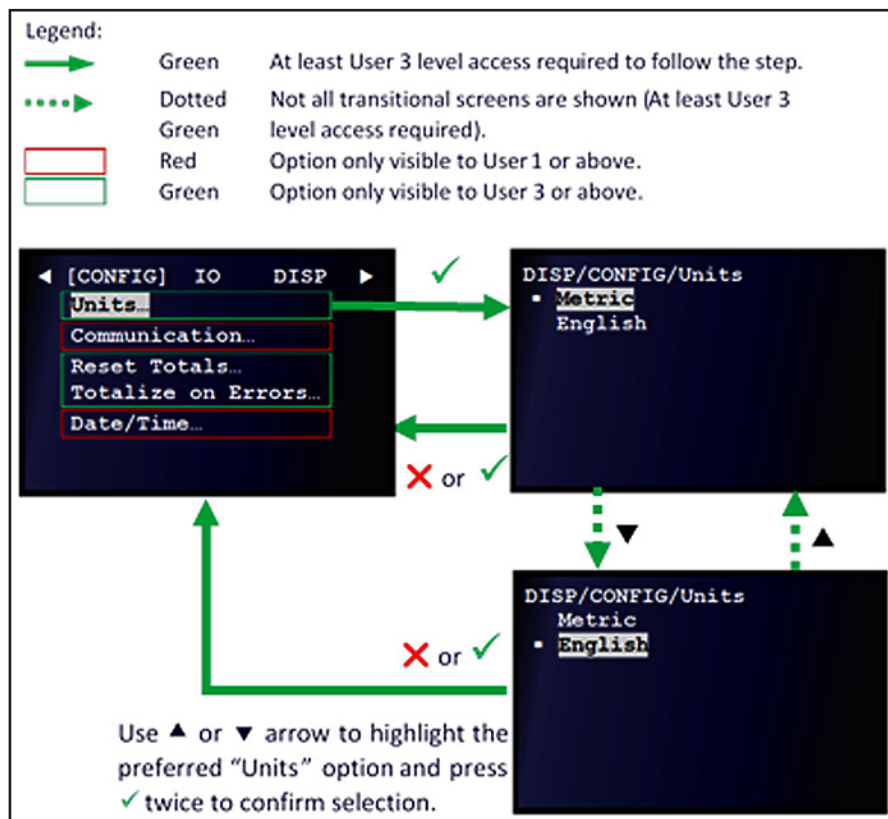 Legend:
Green At least User 3 level access required to follow the step.
Dotted Not all transitional screens are shown (At least User 3
Green level access required).
Red Option only visible to User 1 or above.
Green Option only visible to User 3 or above.
◄ [CONFIG] IO DISP ►
Units…
Communication…
Reset Totals…
Totalize on Errors…
Date/Time…
✓
DISP/CONFIG/Units
▪ Metric
English
✗ or ✓
▼
▲
DISP/CONFIG/Units
Metric
▪ English
✗ or ✓
Use ▲ or ▼ arrow to highlight the
preferred “Units” option and press
✓ twice to confirm selection.